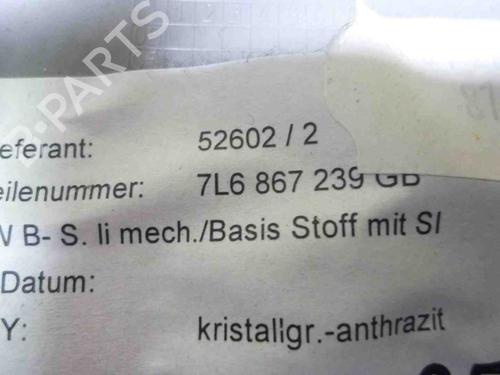 B-PARTS
eferant: 52602 / 2
eilenummer: 7L6 867 239 GB
B- S. li mech./Basis Stoff mit SI
Datum:
Y: kristallgr.-anthrazit